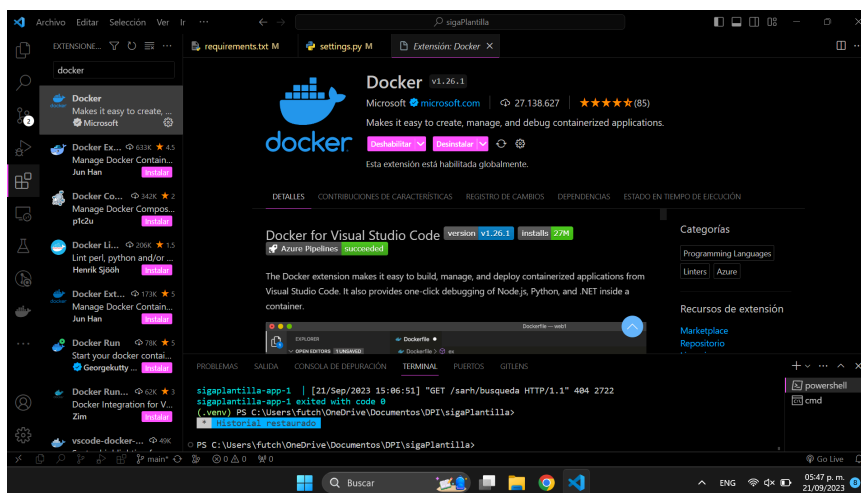 Archivo Editar Selección Ver Ir ···
sigaPlantilla
EXTENSIONE...
requirements.txt M
settings.py M
Extensión: Docker
docker
Docker
Makes it easy to create, ...
Microsoft
Docker Ex... 633K ★ 4.5
Manage Docker Contain...
Jun Han
Instalar
Docker Co... 342K ★ 2
Manage Docker Compos...
p1c2u
Instalar
Docker Li... 206K ★ 1.5
Lint perl, python and/or ...
Henrik Sjööh
Instalar
Docker Ext... 173K ★ 5
Manage Docker Contain...
Jun Han
Instalar
Docker Run 78K ★ 5
Start your docker contai...
Georgekutty ...
Instalar
Docker Run... 62K ★ 3
Docker Integration for V...
Zim
Instalar
vscode-docker-... 49K
2
docker
Docker v1.26.1
Microsoft microsoft.com 27.138.627 ★★★★★(85)
Makes it easy to create, manage, and debug containerized applications.
Deshabilitar Desinstalar
Esta extensión está habilitada globalmente.
DETALLES CONTRIBUCIONES DE CARACTERÍSTICAS REGISTRO DE CAMBIOS DEPENDENCIAS ESTADO EN TIEMPO DE EJECUCIÓN
Docker for Visual Studio Code version v1.26.1 installs 27M
Azure Pipelines succeeded
The Docker extension makes it easy to build, manage, and deploy containerized applications from
Visual Studio Code. It also provides one-click debugging of Node.js, Python, and .NET inside a
container.
Dockerfile — web1
EXPLORER
Dockerfile
OPEN EDITORS 1 UNSAVED
Dockerfile >
Categorías
Programming Languages
Linters Azure
Recursos de extensión
Marketplace
Repositorio
PROBLEMAS SALIDA CONSOLA DE DEPURACIÓN TERMINAL PUERTOS GITLENS
sigaplantilla-app-1 | [21/Sep/2023 15:06:51] "GET /sarh/busqueda HTTP/1.1" 404 2722
sigaplantilla-app-1 exited with code 0
(.venv) PS C:\Users\futch\OneDrive\Documentos\DPI\sigaPlantilla>
* Historial restaurado
PS C:\Users\futch\OneDrive\Documentos\DPI\sigaPlantilla>
powershell
cmd
main* 0 0 0
Go Live
Buscar
ENG
05:47 p. m.
21/09/2023